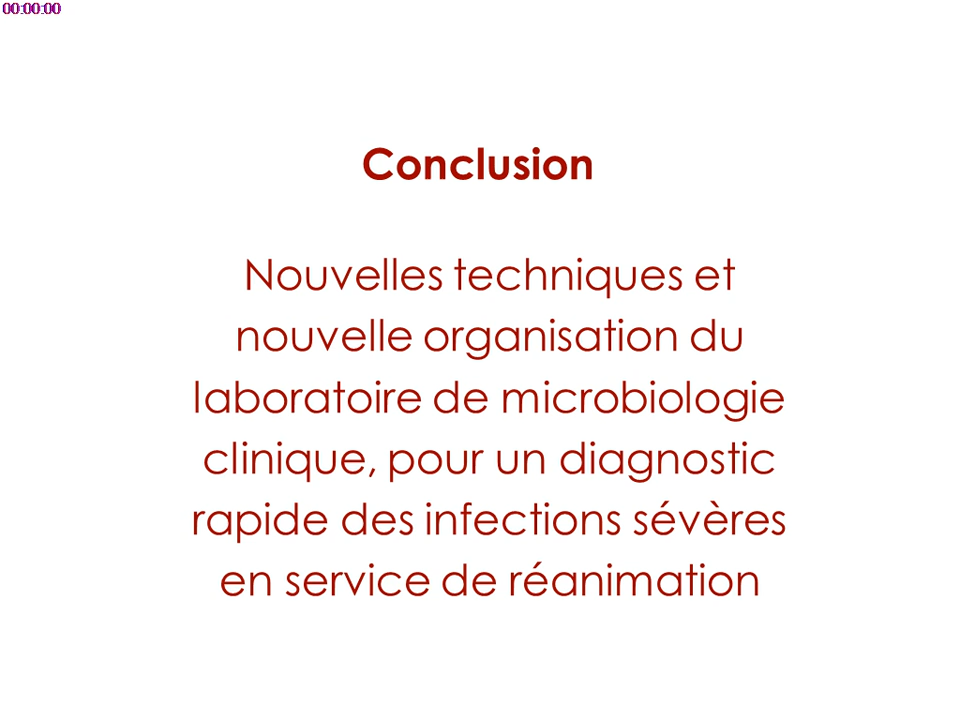 00:00:00
Conclusion
Nouvelles techniques et
nouvelle organisation du
laboratoire de microbiologie
clinique, pour un diagnostic
rapide des infections sévères
en service de réanimation